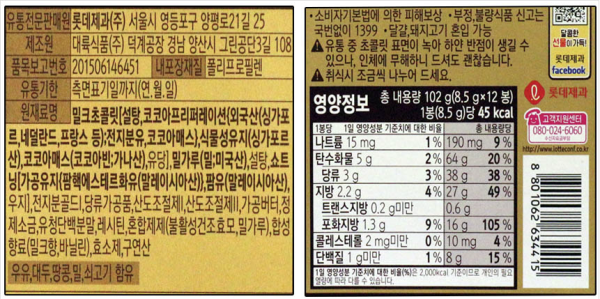 유통전문판매원 롯데제과(주) 서울시 영등포구 양평로21길 25
제조원 대륙식품(주) 덕계공장 경남 양산시 그린공단3길 108
품목보고번호 201506146451 내포장재질 폴리프로필렌
유통기한 측면표기일까지(연.월.일)
원재료명 밀크초콜릿[설탕,코코아프리퍼레이션(외국산(싱가포
르,네덜란드,프랑스 등):전지분유,코코아매스),식물성유지(싱가포르
산),코코아매스(코코아빈:가나산),유당] 밀가루(밀:미국산),설탕,쇼트
닝[가공유지(팜핵에스테르화유(말레이시아산)),팜유(말레이시아산),
우지],전지분골드],당류가공품,산도조절제I,산도조절제II,가공버터,정
제소금,유청단백분말,레시틴,혼합제제(불활성건조효모,밀가루),합성
향료(밀크향,바닐린),효소제,구연산
우유,대두,땅콩,밀,쇠고기 함유
•소비자기본법에 의한 피해보상 •부정,불량식품 신고는
국번없이 1399 •달걀,돼지고기 혼입 가능
유통 중 초콜릿 표면이 녹아 하얀 반점이 생길 수
있으나, 인체에 무해하니 드셔도 괜찮습니다.
취식시 조금씩 나누어 드세요.
달콤한
선물이 가득!
롯데제과
facebook
영양정보 총 내용량 102 g(8.5 g×12 봉)
1봉(8.5 g)당 45 kcal
1봉당 1일 영양성분 기준치에 대한 비율 총 내용량당
나트륨 15 mg 1% 190 mg 9%
탄수화물 5 g 2% 64 g 20%
당류 3 g 3% 38 g 38%
지방 2.2 g 4% 27 g 49%
트랜스지방 0.2 g미만 0.6 g
포화지방 1.3 g 9% 16 g 105%
콜레스테롤 2 mg미만 0% 10 mg 4%
단백질 1 g미만 1% 8 g 15%
1일 영양성분 기준치에 대한 비율(%)은 2,000kcal 기준이므로 개인의 필요
열량에 따라 다를 수 있습니다.
롯데제과
고객지원센터
080-024-6060
http://www.lotteconf.co.kr
8 801062 634415